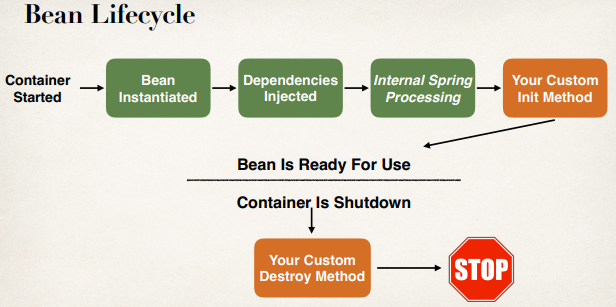 Bean Lifecycle
Container
Started
Bean
Instantiated
Dependencies
Injected
Internal Spring
Processing
Your Custom
Init Method
Bean Is Ready For Use
Container Is Shutdown
Your Custom
Destroy Method
STOP